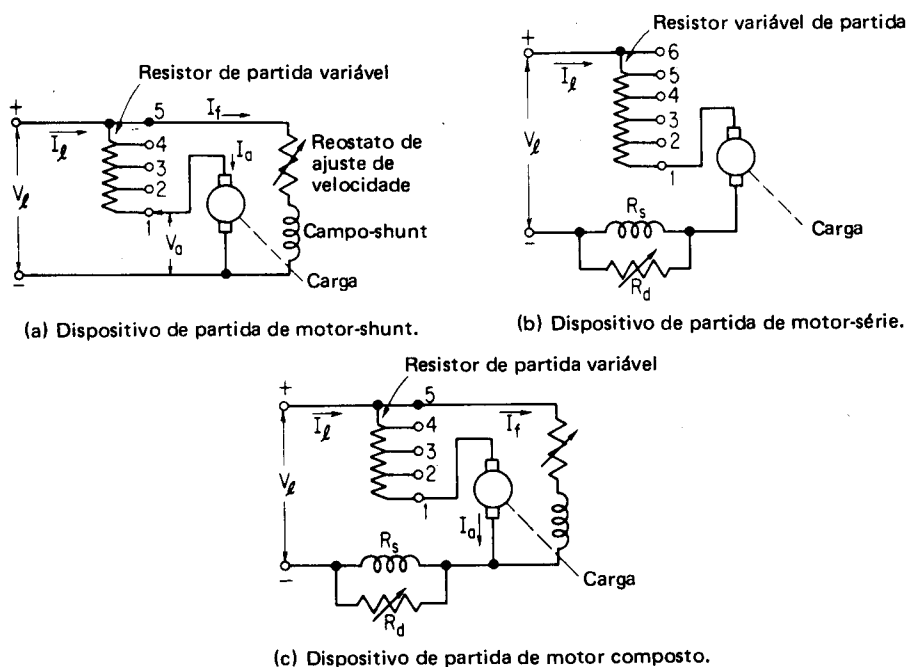 Resistor de partida variável
+
I_ℓ
5
I_f
4
3
2
1
I_a
Reostato de
ajuste de
velocidade
V_ℓ
V_a
Campo-shunt
Carga
−
(a) Dispositivo de partida de motor-shunt.
Resistor variável de partida
+
I_ℓ
6
5
4
3
2
1
V_ℓ
R_s
−
R_d
Carga
(b) Dispositivo de partida de motor-série.
Resistor de partida variável
+
I_ℓ
5
I_f
4
3
2
1
V_ℓ
I_a
R_s
−
R_d
Carga
(c) Dispositivo de partida de motor composto.